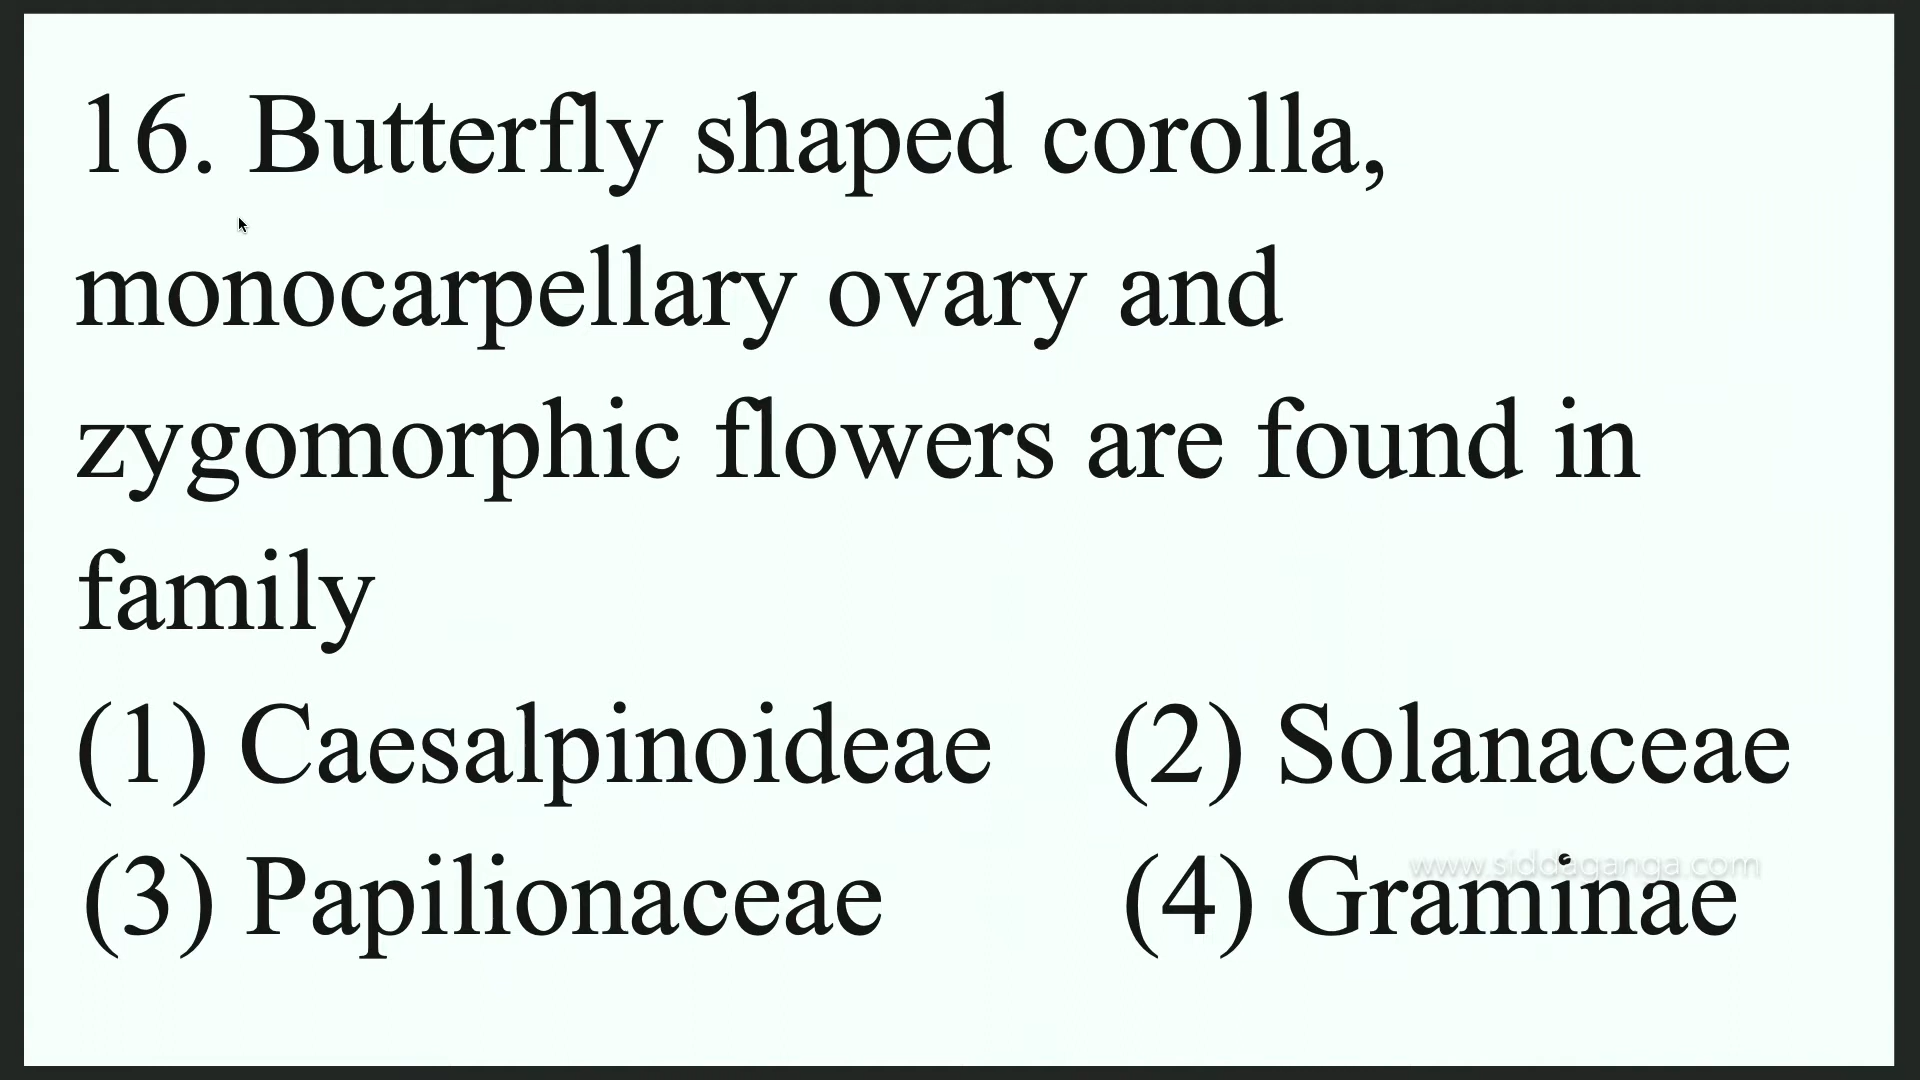 16. Butterfly shaped corolla,
monocarpellary ovary and
zygomorphic flowers are found in
family
(1) Caesalpinoideae (2) Solanaceae
www.siddaganga.com
(3) Papilionaceae (4) Graminae